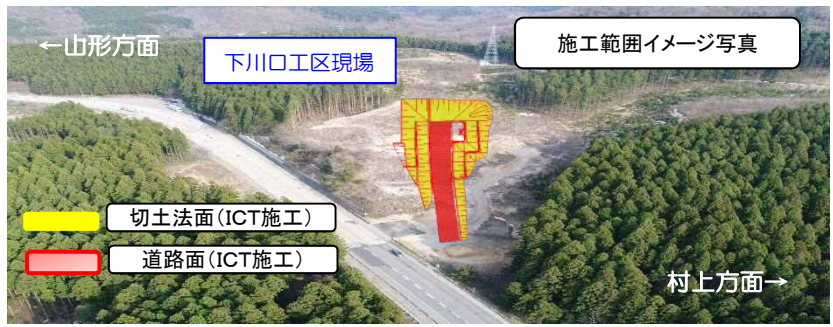 ←山形方面
下川口工区現場
施工範囲イメージ写真
切土法面(ICT施工)
道路面(ICT施工)
村上方面→